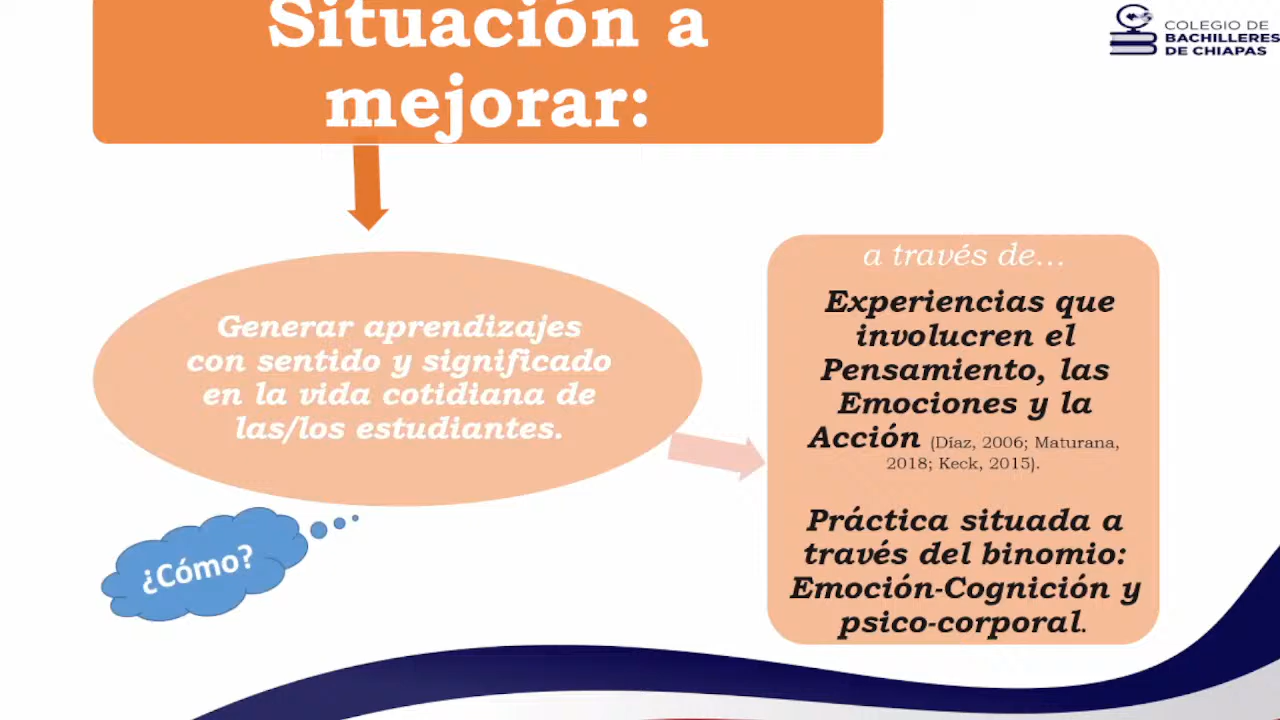 Situación a
mejorar:
COLEGIO DE
BACHILLERES
DE CHIAPAS
Generar aprendizajes
con sentido y significado
en la vida cotidiana de
las/los estudiantes.
¿Cómo?
a través de...
Experiencias que
involucren el
Pensamiento, las
Emociones y la
Acción (Díaz, 2006; Maturana,
2018; Keck, 2015).
Práctica situada a
través del binomio:
Emoción-Cognición y
psico-corporal.